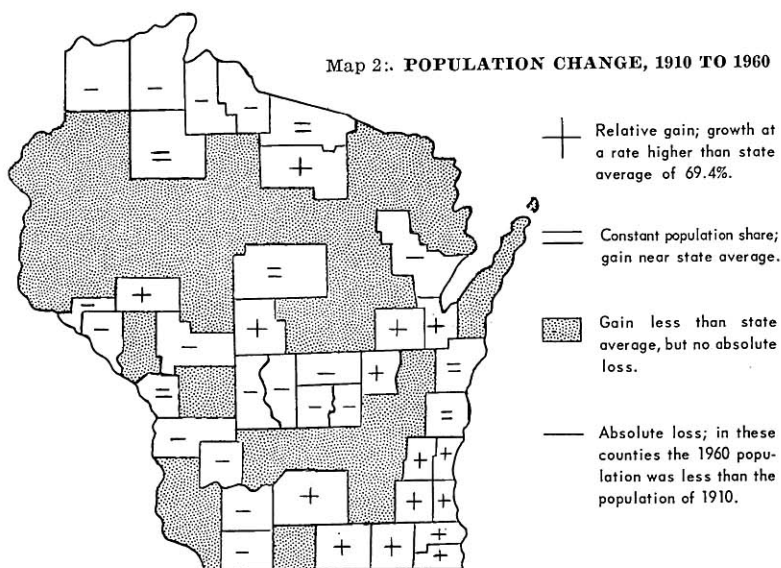 Map 2:. POPULATION CHANGE, 1910 TO 1960
Relative gain; growth at
a rate higher than state
average of 69.4%.
Constant population share;
gain near state average.
Gain less than state
average, but no absolute
loss.
Absolute loss; in these
counties the 1960 popu-
lation was less than the
population of 1910.